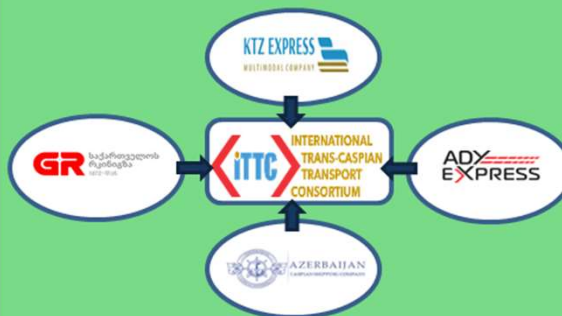 KTZ EXPRESS
MULTIMODAL COMPANY
GR
საქართველოს
რკინიგზა
iTTC
INTERNATIONAL
TRANS-CASPIAN
TRANSPORT
CONSORTIUM
ADY
EXPRESS
AZERBAIJAN
CASPIAN SHIPPING COMPANY